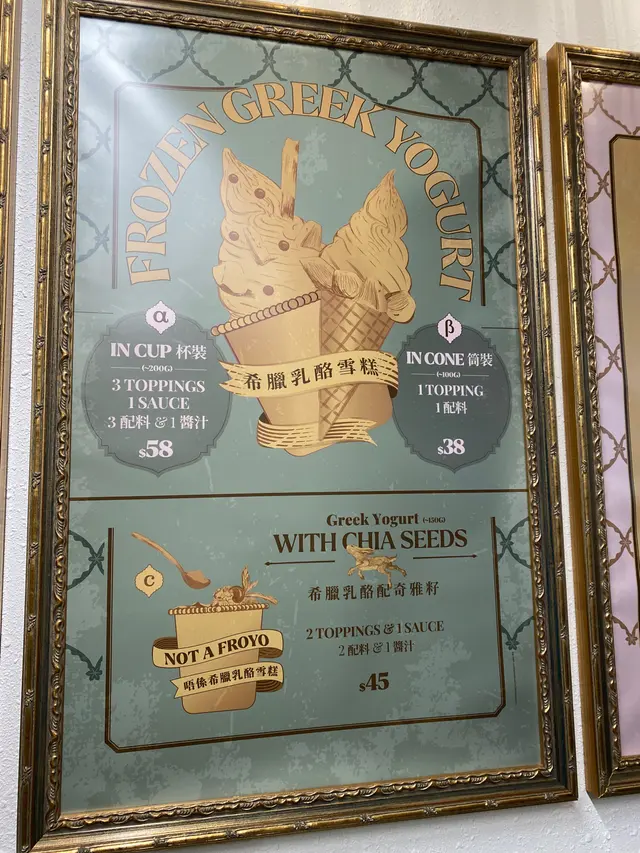 FROZEN GREEK YOGURT
α
IN CUP 杯裝
(~200G)
3 TOPPINGS
1 SAUCE
3 配料 & 1 醬汁
$58
希臘乳酪雪糕
β
IN CONE 筒裝
(~100G)
1 TOPPING
1 配料
$38
C
NOT A FROYO
唔係希臘乳酪雪糕
Greek Yogurt (~150G)
WITH CHIA SEEDS
希臘乳酪配奇雅籽
2 TOPPINGS & 1 SAUCE
2 配料 & 1 醬汁
$45